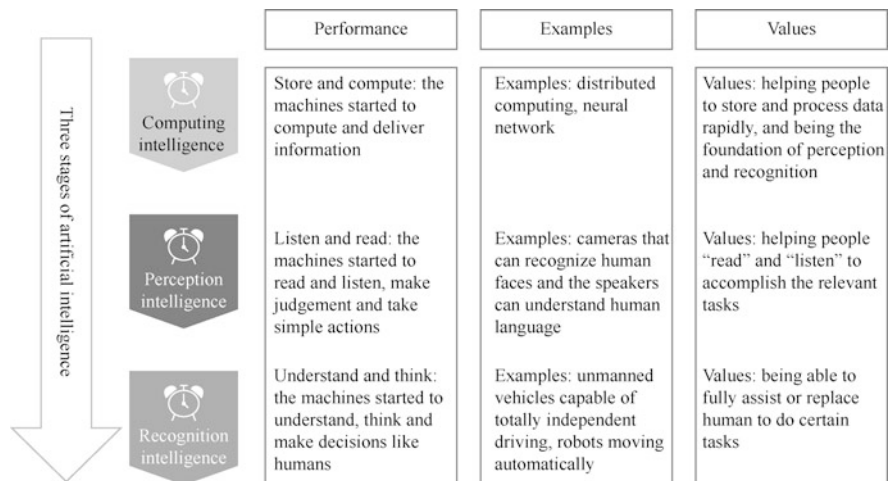 Performance
Examples
Values
Three stages of artificial intelligence
Computing
intelligence
Store and compute: the
machines started to
compute and deliver
information
Examples: distributed
computing, neural
network
Values: helping people
to store and process data
rapidly, and being the
foundation of perception
and recognition
Perception
intelligence
Listen and read: the
machines started to
read and listen, make
judgement and take
simple actions
Examples: cameras that
can recognize human
faces and the speakers
can understand human
language
Values: helping people
“read” and “listen” to
accomplish the relevant
tasks
Recognition
intelligence
Understand and think:
the machines started to
understand, think and
make decisions like
humans
Examples: unmanned
vehicles capable of
totally independent
driving, robots moving
automatically
Values: being able to
fully assist or replace
human to do certain
tasks